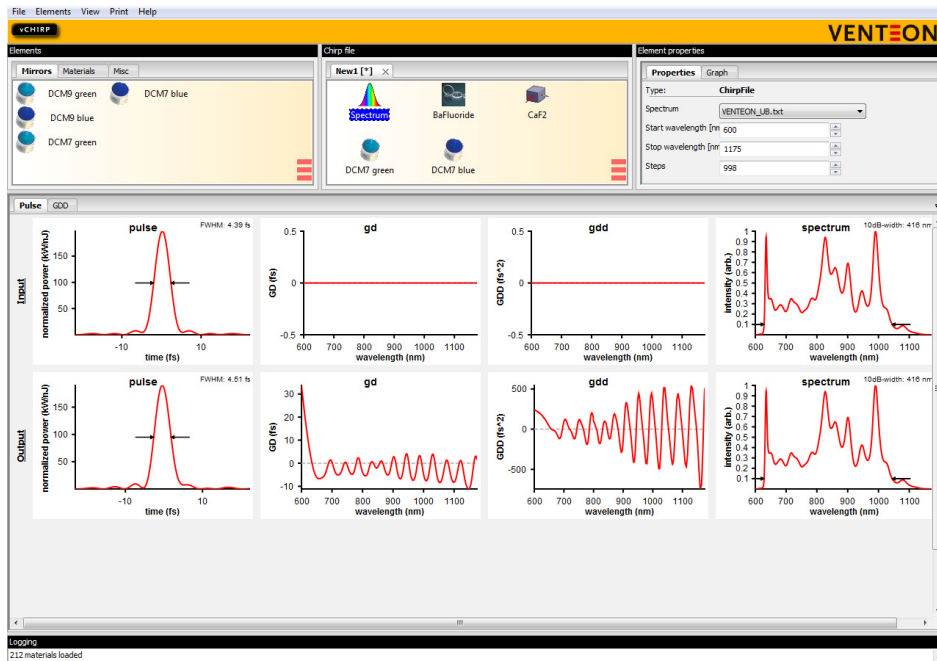 File Elements View Print Help
vCHIRP
VENTEON
Elements
Chirp file
Element properties
Mirrors Materials Misc
DCM9 green
DCM7 blue
DCM9 blue
DCM7 green
New1 [*] ×
Spectrum
BaFluoride
CaF2
DCM7 green
DCM7 blue
Properties Graph
Type: ChirpFile
Spectrum VENTEON_UB.txt
Start wavelength [nm 600
Stop wavelength [nm 1175
Steps 998
Pulse GDD
Input
pulse
FWHM: 4.39 fs
normalized power (kW/nJ)
150
100
50
-10 10
time (fs)
gd
GD (fs)
0.5
0
-0.5
600 700 800 900 1000 1100
wavelength (nm)
gdd
GDD (fs^2)
0.5
0
-0.5
600 700 800 900 1000 1100
wavelength (nm)
spectrum
10dB-width: 416 nm
intensity (arb.)
1
0.9
0.8
0.7
0.6
0.5
0.4
0.3
0.2
0.1
600 700 800 900 1000 1100
wavelength (nm)
Output
pulse
FWHM: 4.51 fs
normalized power (kW/nJ)
150
100
50
-10 10
time (fs)
gd
GD (fs)
30
20
10
0
-10
600 700 800 900 1000 1100
wavelength (nm)
gdd
GDD (fs^2)
500
0
-500
600 700 800 900 1000 1100
wavelength (nm)
spectrum
10dB-width: 416 nm
intensity (arb.)
1
0.9
0.8
0.7
0.6
0.5
0.4
0.3
0.2
0.1
600 700 800 900 1000 1100
wavelength (nm)
Logging
212 materials loaded